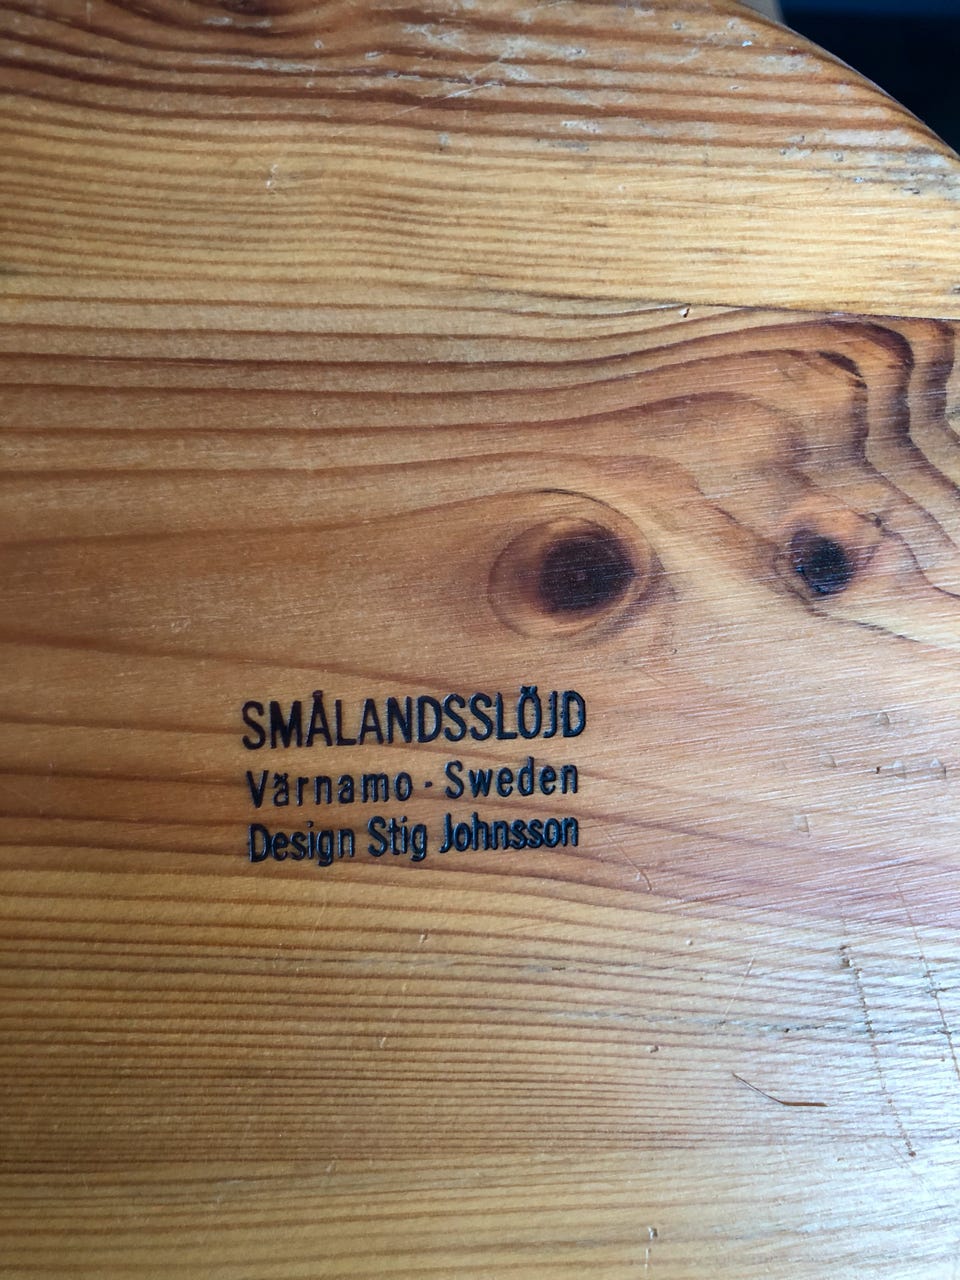 SMÅLANDSSLÖJD
Värnamo · Sweden
Design Stig Johnsson